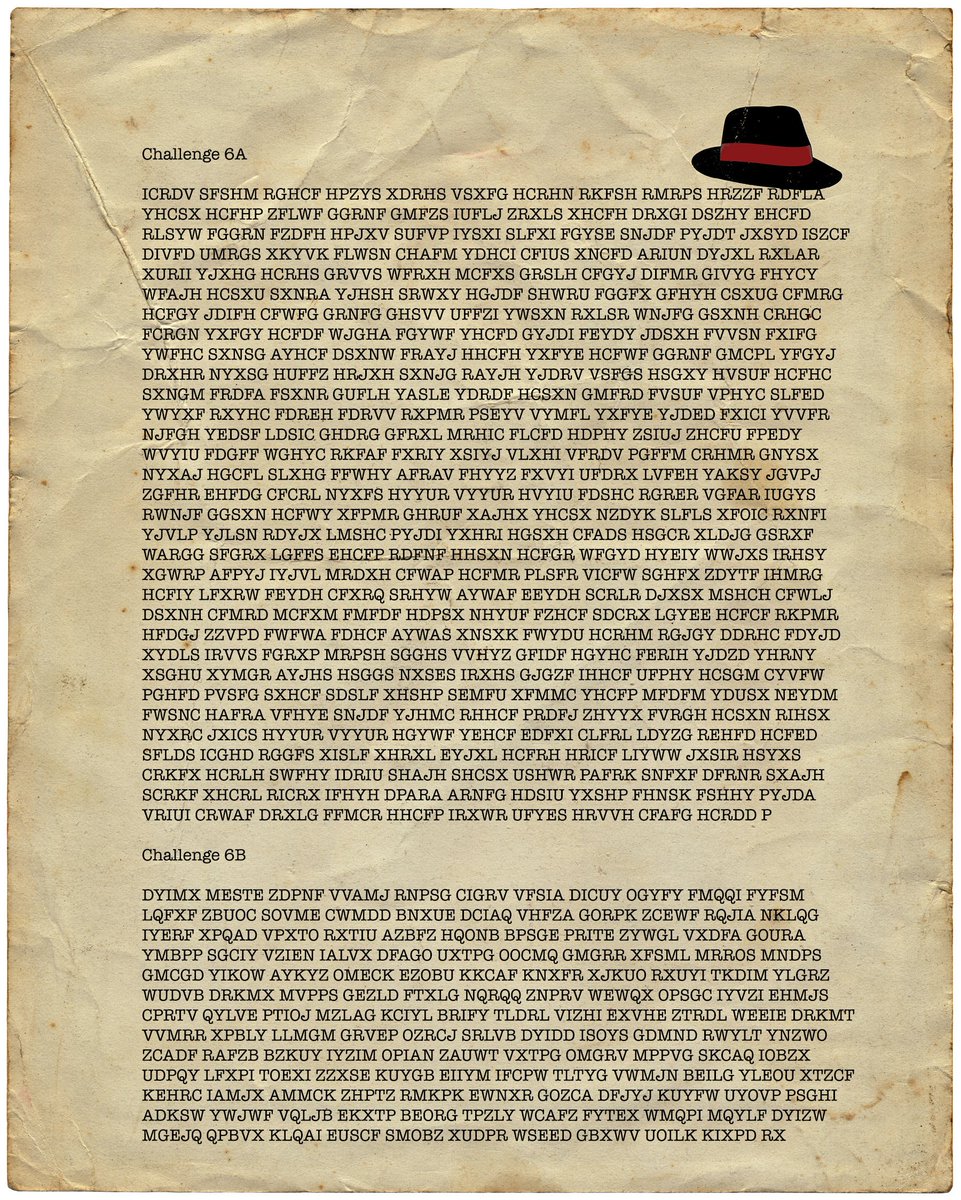 Challenge 6A
ICRDV SFSHM RGHCF HPZYS XDRHS VSXFG HCRHN RKFSH RMRPS HRZZF RDFLA
YHCSX HCFHP ZFLWF GGRNF GMFZS IUFLJ ZRXLS XHCFH DRXGI DSZHY EHCFD
RLSYW FGGRN FZDFH HPJXV SUFVP IYSXI SLFXI FGYSE SNJDF PYJDT JXSYD ISZCF
DIVFD UMRGS XKYVK FLWSN CHAFM YDHCI CFIUS XNCFD ARIUN DYJXL RXLAR
XURII YJXHG HCRHS GRVVS WFRXH MCFXS GRSLH CFGYJ DIFMR GIVYG FHYCY
WFAJH HCSXU SXNRA YJHSH SRWXY HGJDF SHWRU FGGFX GFHYH CSXUG CFMRG
HCFGY JDIFH CFWFG GRNFG GHSVV UFFZI YWSXN RXLSR WNJFG GSXNH CRHGC
FCRGN YXFGY HCFDF WJGHA FGYWF YHCFD GYJDI FEYDY JDSXH FVVSN FXIFG
YWFHC SXNSG AYHCF DSXNW FRAYJ HHCFH YXFYE HCFWF GGRNF GMCPL YFGYJ
DRXHR NYXSG HUFFZ HRJXH SXNJG RAYJH HYJDRV VSFGS HSGXY HVSUF HCFHC
SXNGM FRDFA FSXNR GUFLH YASLE YDRDF HCSXN GMFRD FVSUF VPHYC SLFED
YWYXF RXYHC FDREH FDRVV RXPMR PSEYV VYMFL YXFYE YJDED FXICI YVVFR
NJFGH YEDSF LDSIC GHDRG GFRXL MRHIC FLCFD HDPHY ZSIUJ ZHCFU FPEDY
WVYIU FDGFF WGHYC RKFAF FXRIY XSIYJ VLXHI VFRDV PGFFM CRHMR GNYSX
NYXAJ HGCFL SLXHG FFWHY AFRAV FHYYZ FXVYI UFDRX LVFEH YAKSY JGVPJ
ZGFHR EHFDG CFCRL NYXFS HYYUR VYYUR HVYIU FDSHC RGRER VGFAR IUGYS
RWNJF GGSXN HCFWY XFPMR GHRUF XAJHX YHCSX NZDYK SLFLS XFOIC RXNFI
YJVLP YJLSN RDYJX LMSHC PYJDI YXHRI HGSXH CFADS HSGCR XLDJG GSRXF
WARGG SFGRX LGFFS EHCFP RDFNF HHSXN HCFGR WFGYD HYEIY WWJXS IRHSY
XGWRP AFPYJ IYJVL MRDXH CFWAP HCFMR PLSFR VICFW SGHFX ZDYTF IHMRG
HCFIY LFXRW FEYDH CFXRQ SRHYW AYWAF EEYDH SCRLR DJXSX MSHCH CFWLJ
DSXNH CFMRD MCFXM FMFDF HDPSX NHYUF FZHCF SDCRX LGYEE HCFCF RKPMR
HFDGJ ZZVPD FWFWA FDHCF AYWAS XNSXK FWYDU HCRHM RGJGY DDRHC FDYJD
XYDLS IRVVS FGRXP MRPSH SGGHS VVHYZ GFIDF HGYHC FERIH YJDZD YHRNY
XSGHU XYMGR AYJHS HSGGS NXSES IRXHS GJGZF IHHCF UFPHY HCSGM CYVFW
PGHFD PVSFG SXHCF SDSLF XHSHP SEMFU XFMMC YHCFP MFDFM YDUSX NEYDM
FWSNC HAFRA VFHYE SNJDF YJHMC RHHCF PRDFJ ZHYYX FVRGH HCSXN RIHSX
NYXRC JXICS HYYUR VYYUR HGYWF YEHCF EDFXI CLFRL LDYZG REHFD HCFED
SFLDS ICGHD RGGFS XISLF XHRXL EYJXL HCFRH HRICF LIYWW JXSIR HSYXS
CRKFX HCRLH SWFHY IDRIU SHAJH SHCSX USHWR PAFRK SNFXF DFRNR SXAJH
SCRKF XHCRL RICRX IFHYH DPARA ARNFG HDSIU YXSHP FHNSK FSHHY PYJDA
VRIUI CRWAF DRXLG FFMCR HHCFP IRXWR UFYES HRVVH CFAFG HCRDD P
Challenge 6B
DYIMX MESTE ZDPNF VVAMJ RNPSG CIGRV VFSIA DICUY OGYFY FMQQI FYFSM
LQFXF ZBUOC SOVME CWMDD BNXUE DCIAQ VHFZA GORPK ZCEWF RQJIA NKLQG
IYERF XPQAD VPXTO RXTIU AZBFZ HQONB BPSGE PRITE ZYWGL VXDFA GOURA
YMBPP SGCIY VZIEN IALVX DFAGO UXTPG OOCMQ GMGRR XFSML MRROS MNDPS
GMCGD YIKOW AYKYZ OMECK EZOBU KKCAF KNXFR XJKUO RXUYI TKDIM YLGRZ
WUDVB DRKMX MVPPS GEZLD FTXLG NQRQQ ZNPRV WEWQX OPSGC IYVZI EHMJS
CPRTV QYLVE PTIOJ MZLAG KCIYL BRIFY TLDRL VIZHI EXVHE ZTRDL WEEIE DRKMT
VVMRR XPBLY LLMGM GRVEP OZRCJ SRLVB DYIDD ISOYS GDMND RWYLT YNZWO
ZCADF RAFZB BZKUY IYZIM OPIAN ZAUWT VXTPG OMGRV MPPVG SKCAQ IOBZX
UDPQY LFXPI TOEXI ZZXSE KUYGB EIIYM IFCPW TLTYG VWMJN BEILG YLEOU XTZCF
KEHRC IAMJX AMMCK ZHPTZ RMKPK EWNXR GOZCA DFJYJ KUYFW UYOVP PSGHI
ADKSW YWJWF VQLJB EKXTP BEORG TPZLY WCAFZ FYTEX WMQPI MQYLF DYIZW
MGEJQ QPBVX KLQAI EUSCF SMOBZ XUDPR WSEED GBXWV UOILK KIXPD RX